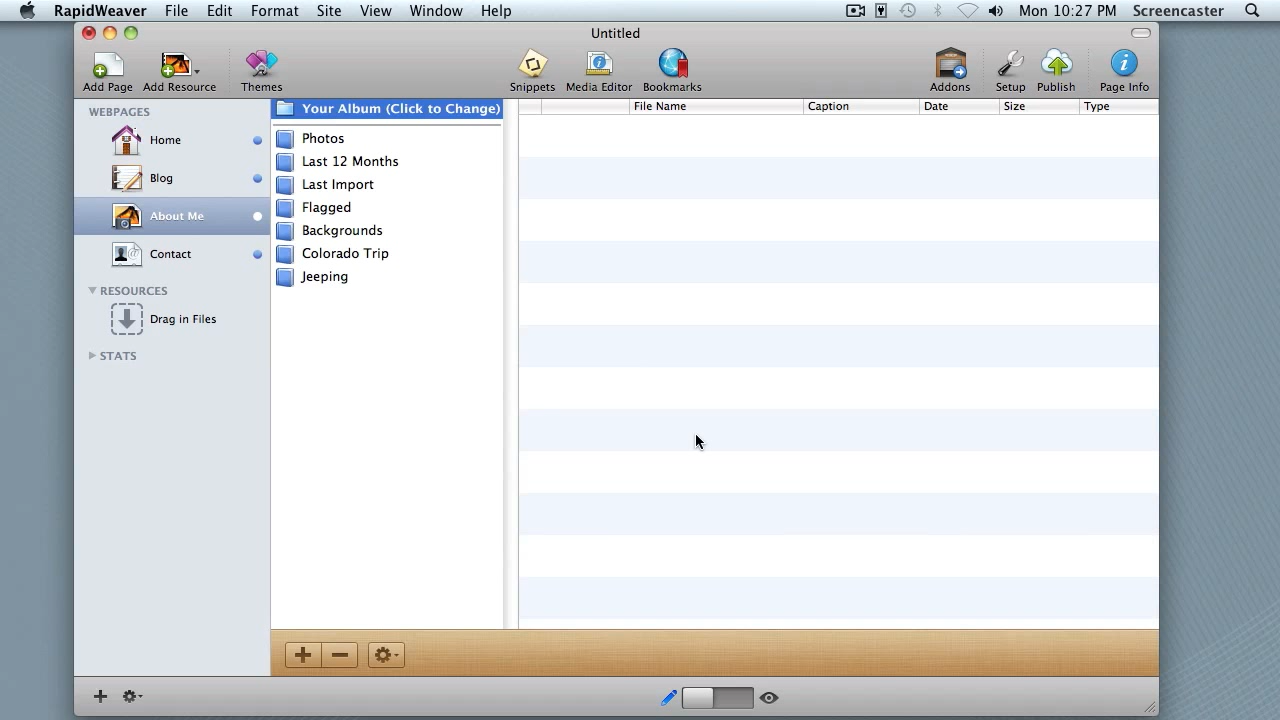 RapidWeaver File Edit Format Site View Window Help Mon 10:27 PM Screencaster
Untitled
Add Page Add Resource Themes Snippets Media Editor Bookmarks Addons Setup Publish Page Info
WEBPAGES
Home
Blog
About Me
Contact
RESOURCES
Drag in Files
STATS
Your Album (Click to Change)
Photos
Last 12 Months
Last Import
Flagged
Backgrounds
Colorado Trip
Jeeping
File Name Caption Date Size Type